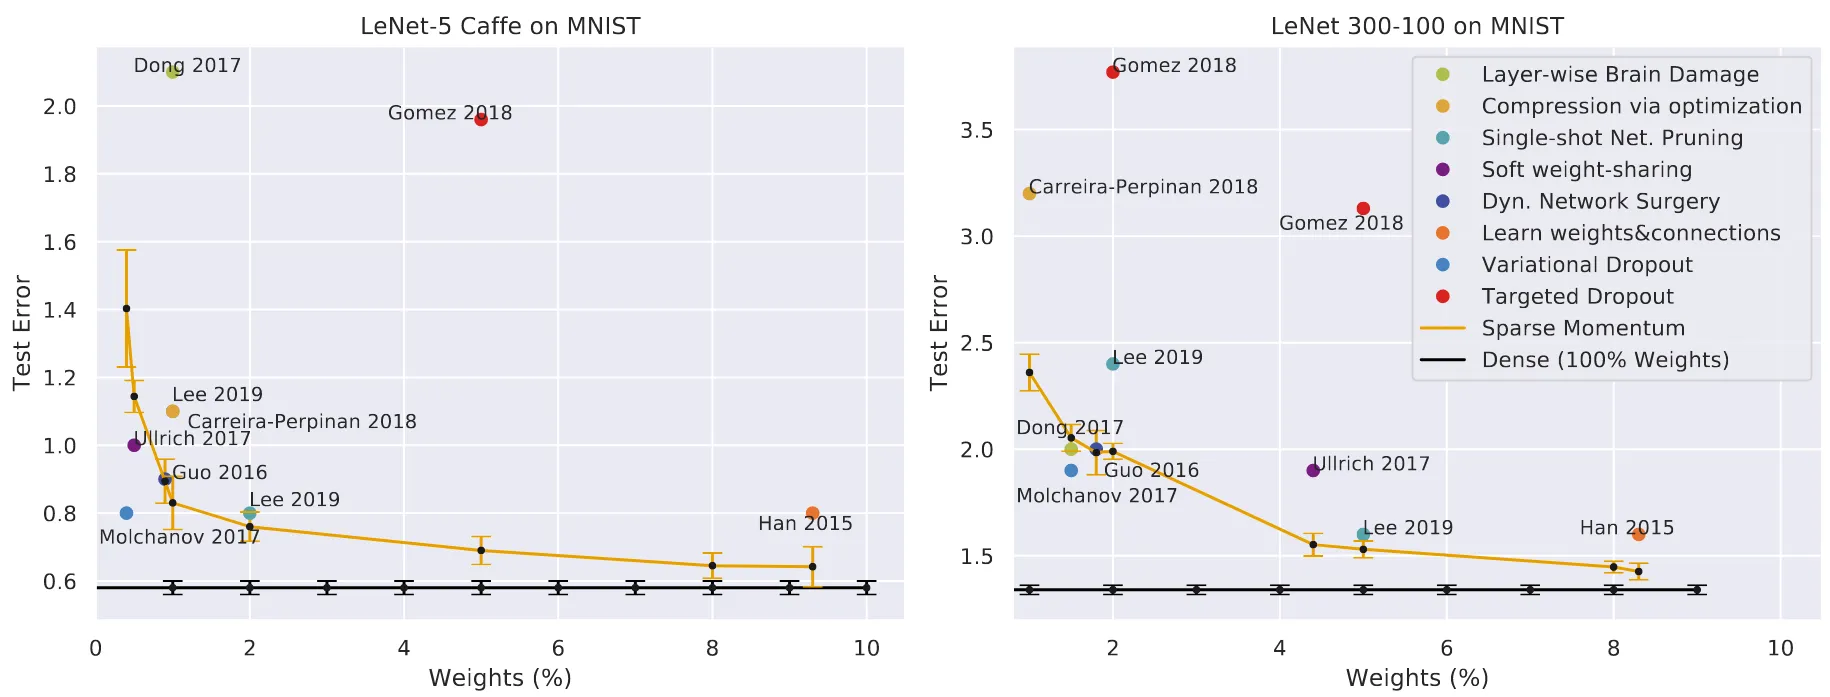 LeNet-5 Caffe on MNIST
Test Error
2.0
1.8
1.6
1.4
1.2
1.0
0.8
0.6
Dong 2017
Gomez 2018
Lee 2019
Carreira-Perpinan 2018
Ullrich 2017
Guo 2016
Lee 2019
Molchanov 2017
Han 2015
0 2 4 6 8 10
Weights (%)
LeNet 300-100 on MNIST
Test Error
3.5
3.0
2.5
2.0
1.5
Gomez 2018
Carreira-Perpinan 2018
Gomez 2018
Lee 2019
Dong 2017
Guo 2016
Ullrich 2017
Molchanov 2017
Lee 2019
Han 2015
Layer-wise Brain Damage
Compression via optimization
Single-shot Net. Pruning
Soft weight-sharing
Dyn. Network Surgery
Learn weights&connections
Variational Dropout
Targeted Dropout
Sparse Momentum
Dense (100% Weights)
2 4 6 8 10
Weights (%)